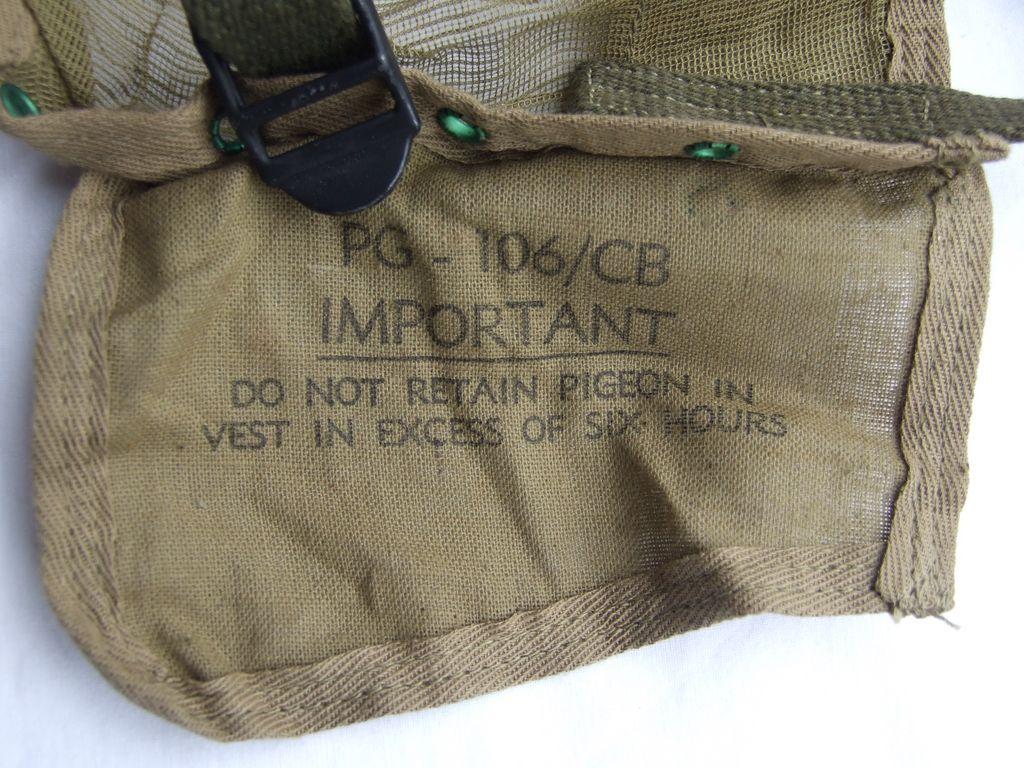 PG - 106/CB
IMPORTANT
DO NOT RETAIN PIGEON IN
VEST IN EXCESS OF SIX HOURS